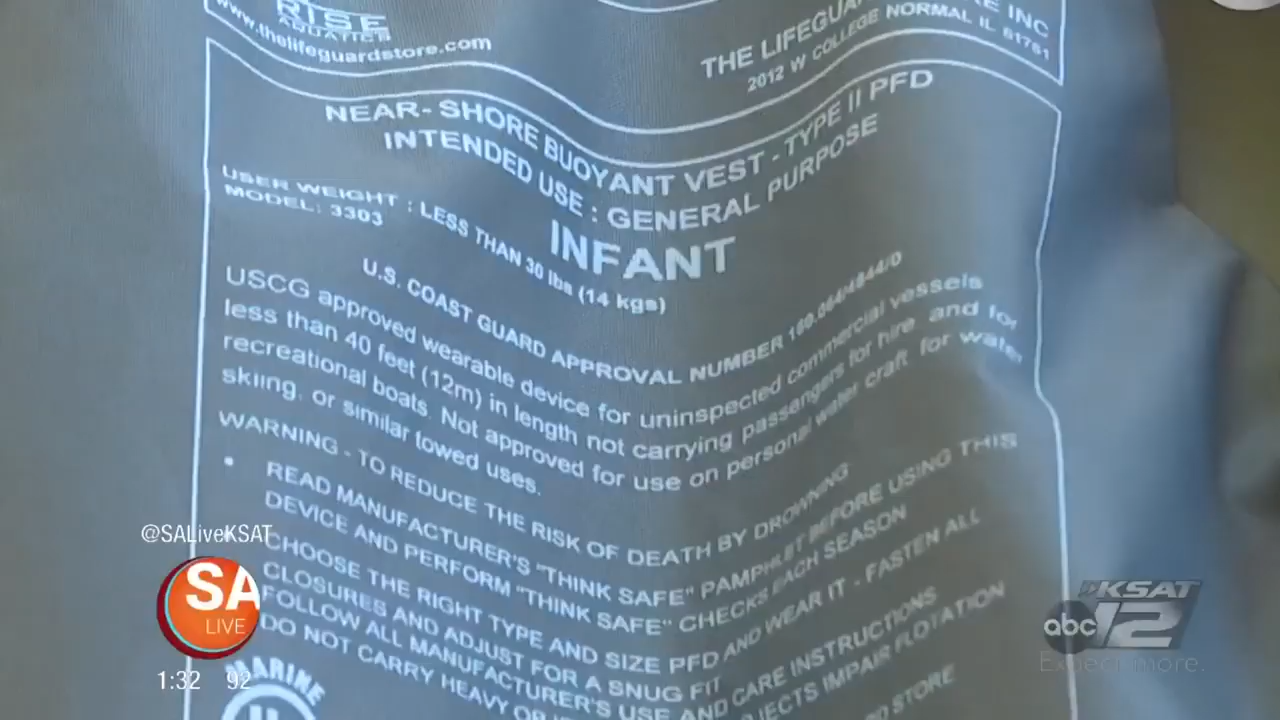 RISE
AQUATICS
www.thelifeguardstore.com
THE LIFEGUA RE INC
2012 W COLLEGE NORMAL IL 61761
NEAR-SHORE BUOYANT VEST - TYPE II PFD
INTENDED USE : GENERAL PURPOSE
INFANT
USER WEIGHT : LESS THAN 30 lbs (14 kgs)
MODEL: 3303
U.S. COAST GUARD APPROVAL NUMBER
USCG approved wearable device for uninspected commercial vessels
less than 40 feet (12m) in length not carrying passengers for hire and for
recreational boats. Not approved for use on personal water craft for water
skiing, or similar towed uses.
WARNING - TO REDUCE THE RISK OF DEATH BY DROWNING
• READ MANUFACTURER'S "THINK SAFE" PAMPHLET BEFORE USING THIS
DEVICE AND PERFORM "THINK SAFE" CHECKS EACH SEASON
CHOOSE THE RIGHT TYPE AND SIZE PFD AND WEAR IT - FASTEN ALL
CLOSURES AND ADJUST FOR A SNUG FIT
FOLLOW ALL MANUFACTURER'S USE AND CARE INSTRUCTIONS
DO NOT CARRY HEAVY OR JECTS IMPAIR FLOTATION
STORE
MARINE
@SALiveKSAT
SA
LIVE
1:32 92
KSAT
abc 12
Expect more.